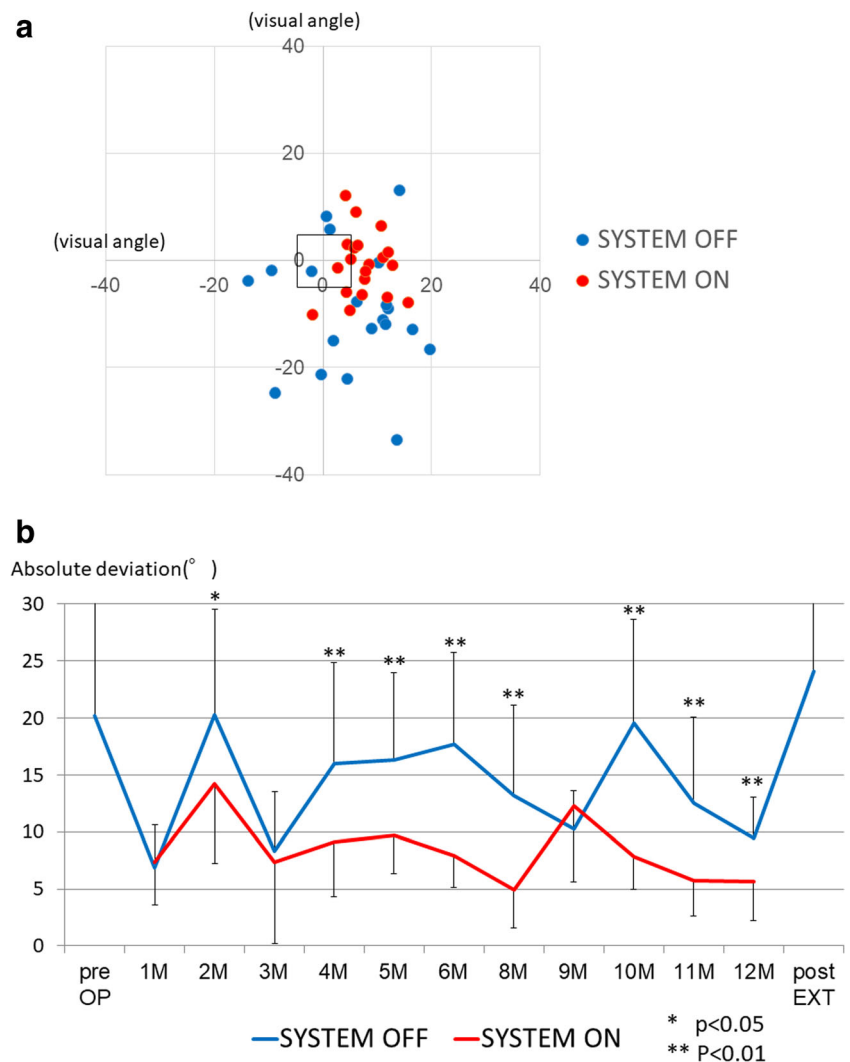 a
(visual angle)
40
20
(visual angle)
-40
-20
0
0
20
40
-20
-40
SYSTEM OFF
SYSTEM ON
b
Absolute deviation(° )
30
25
20
15
10
5
0
*
**
**
**
**
**
**
**
pre OP
1M
2M
3M
4M
5M
6M
8M
9M
10M
11M
12M
post EXT
SYSTEM OFF
SYSTEM ON
* p<0.05
** P<0.01